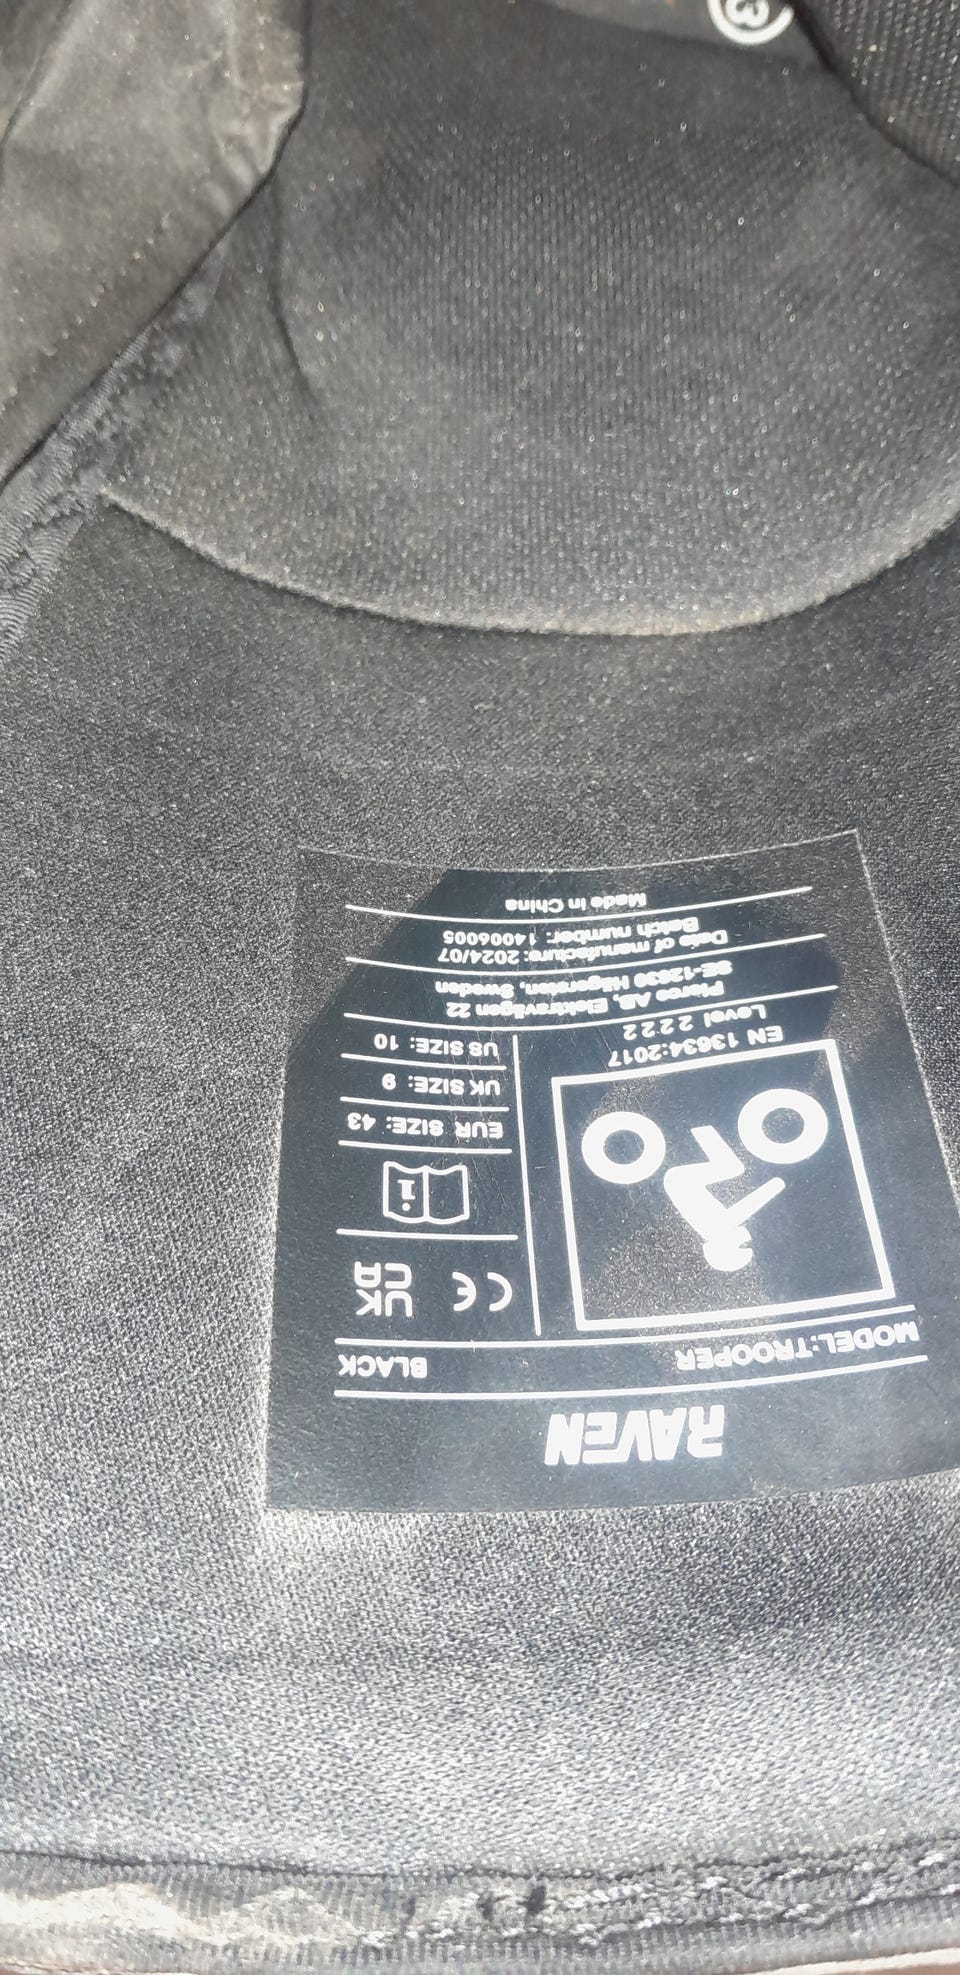 RAVEN
MODEL: TROOPER BLACK
CE UK CA
i
EN 13634:2017
Level 2 2 2 2
EUR SIZE: 43
UK SIZE: 9
US SIZE: 10
Pierce AB, Elektravägen 22
SE-12630 Hägersten, Sweden
Date of manufacture: 2024/07
Batch number: 14006005
Made in China
3